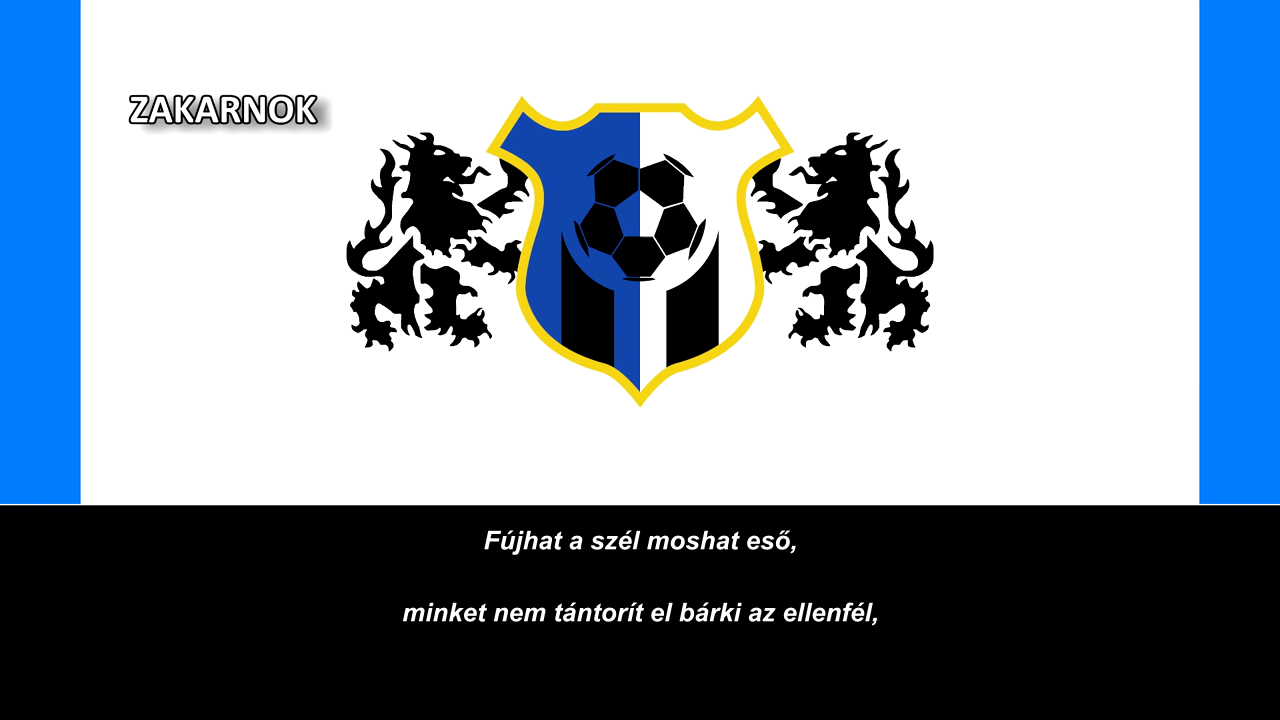 ZAKARNOK
Fújhat a szél moshat eső,
minket nem tántorít el bárki az ellenfél,